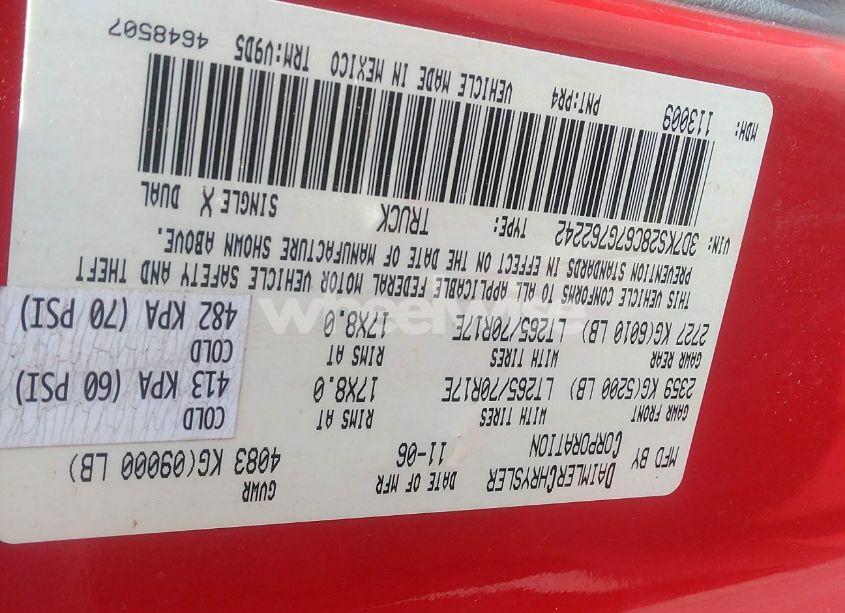 MFD BY DAIMLERCHRYSLER CORPORATION
DATE OF MFR 11-06
GVWR 4083 KG(09000 LB)
GAWR FRONT WITH TIRES RIMS AT COLD
2359 KG(5200 LB) LT265/70R17E 17X8.0 413 KPA (60 PSI)
GAWR REAR WITH TIRES RIMS AT COLD
2727 KG(6010 LB) LT265/70R17E 17X8.0 482 KPA (70 PSI)
THIS VEHICLE CONFORMS TO ALL APPLICABLE FEDERAL MOTOR VEHICLE SAFETY AND THEFT
PREVENTION STANDARDS IN EFFECT ON THE DATE OF MANUFACTURE SHOWN ABOVE.
VIN: 3D7KS28C67G762242 TYPE: TRUCK SINGLE X DUAL
MDH: 113009 PNT:PR4 VEHICLE MADE IN MEXICO TRM:V9D5 4648507
wheelwise